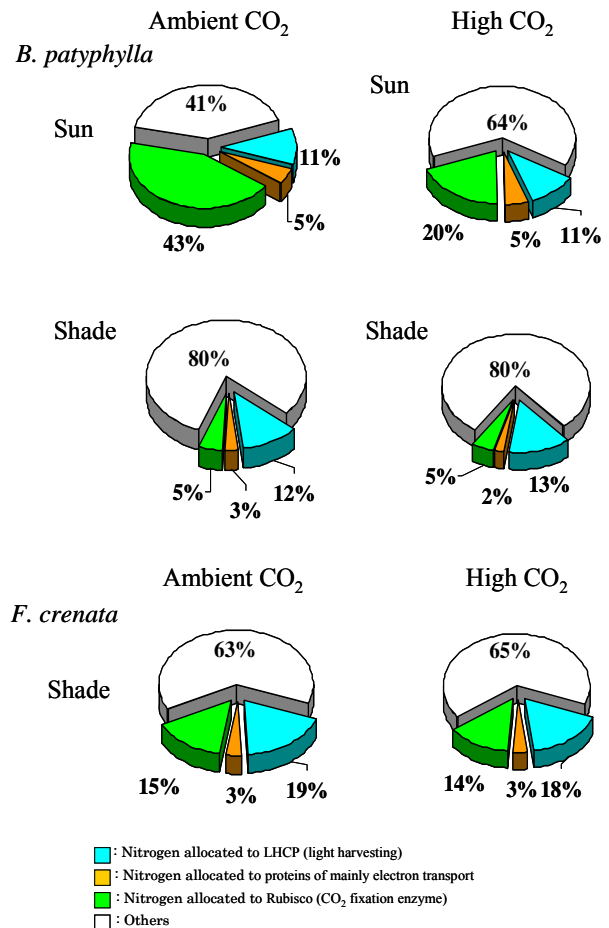 Ambient CO₂ High CO₂
B. patyphylla
Sun Sun
41% 64%
11%
5%
43%
20% 5% 11%
Shade Shade
80% 80%
5% 3% 12%
5% 2% 13%
Ambient CO₂ High CO₂
F. crenata
63% 65%
Shade
15% 3% 19%
14% 3% 18%
: Nitrogen allocated to LHCP (light harvesting)
: Nitrogen allocated to proteins of mainly electron transport
: Nitrogen allocated to Rubisco (CO₂ fixation enzyme)
: Others